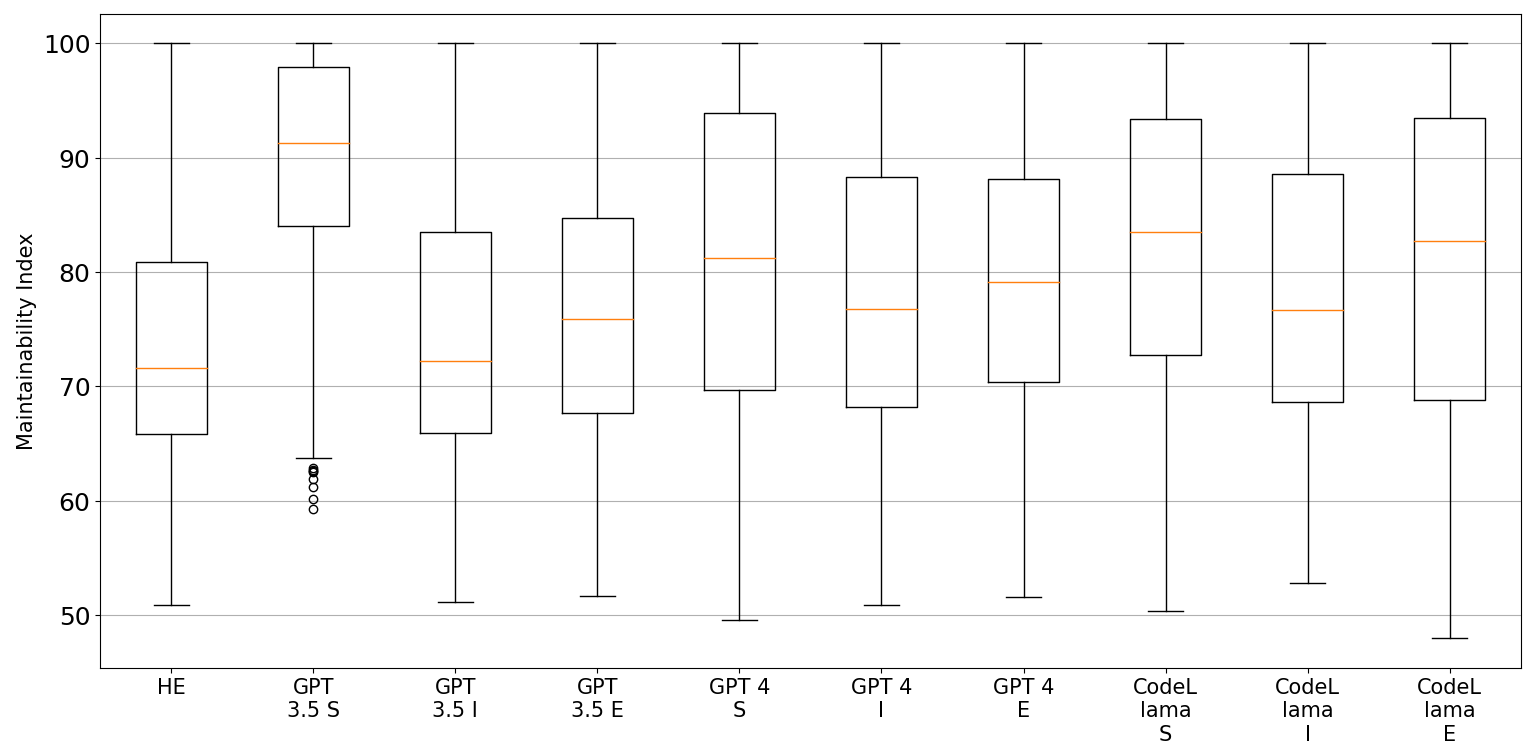 Maintainability Index
100
90
80
70
60
50
HE
GPT
3.5 S
GPT
3.5 I
GPT
3.5 E
GPT 4
S
GPT 4
I
GPT 4
E
CodeL
lama
S
CodeL
lama
I
CodeL
lama
E